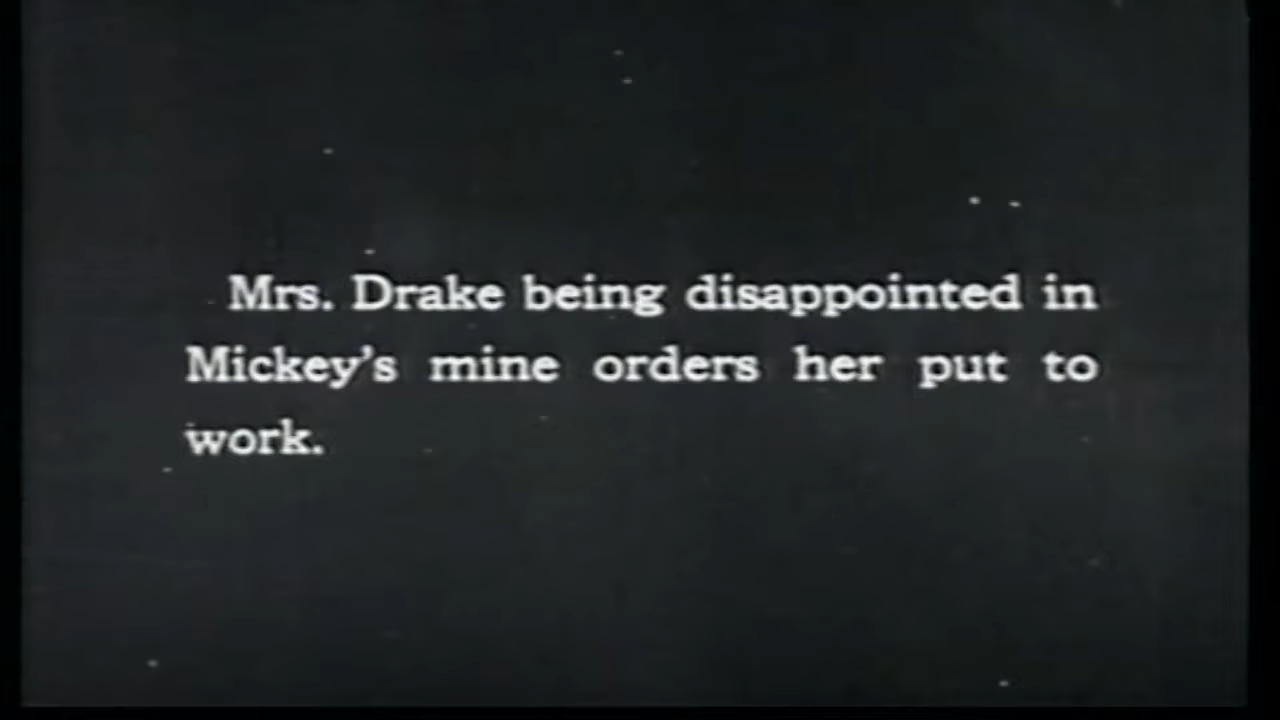 Mrs. Drake being disappointed in
Mickey's mine orders her put to
work.